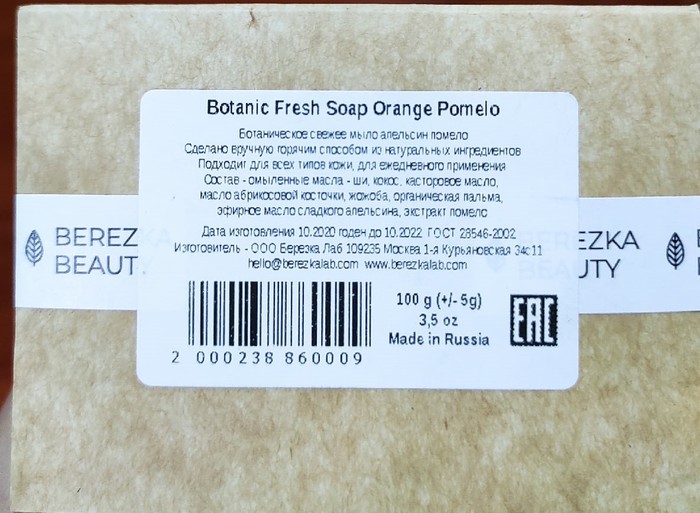 Botanic Fresh Soap Orange Pomelo
Ботаническое свежее мыло апельсин помело
Сделано вручную горячим способом из натуральных ингредиентов
Подходит для всех типов кожи, для ежедневного применения
Состав - омыленные масла - ши, кокос, касторовое масло,
масло абрикосовой косточки, жожоба, органическая пальма,
эфирное масло сладкого апельсина, экстракт помело
Дата изготовления 10.2020 годен до 10.2022 ГОСТ 28546-2002
Изготовитель - ООО Березка Лаб 109235 Москва 1-я Курьяновская 34с11
hello@berezkalab.com www.berezkalab.com
100 g (+/- 5g)
3,5 oz
Made in Russia
EAC
2 000238 860009
BEREZKA
BEAUTY
EZKA
BEAUTY